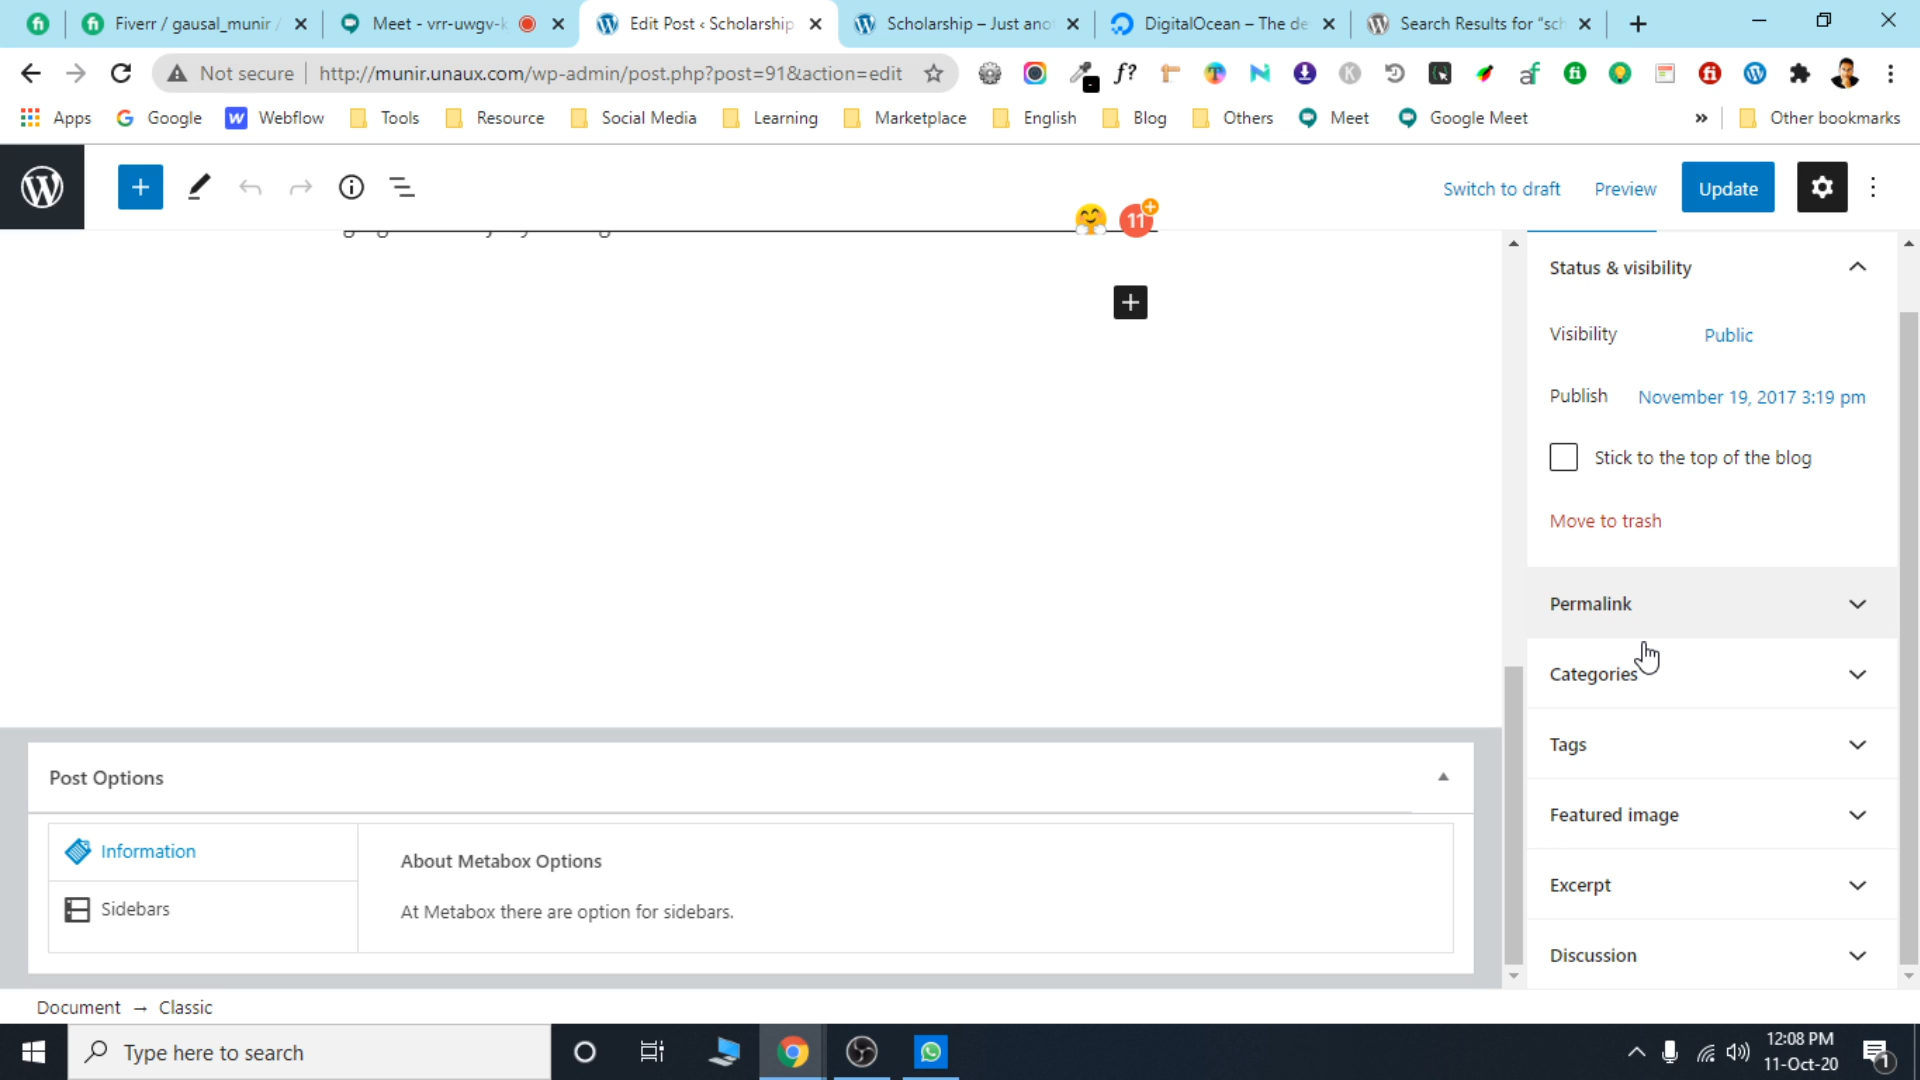 Fiverr / gausal_munir /
Meet - vrr-uwgv-k
Edit Post ‹ Scholarship
Scholarship – Just ano
DigitalOcean – The de
Search Results for "sch
Not secure
http://munir.unaux.com/wp-admin/post.php?post=91&action=edit
f?
Apps
Google
Webflow
Tools
Resource
Social Media
Learning
Marketplace
English
Blog
Others
Meet
Google Meet
»
Other bookmarks
Switch to draft
Preview
Update
11
Status & visibility
Visibility
Public
Publish
November 19, 2017 3:19 pm
Stick to the top of the blog
Move to trash
Permalink
Categories
Tags
Featured image
Excerpt
Discussion
Post Options
Information
Sidebars
About Metabox Options
At Metabox there are option for sidebars.
Document → Classic
Type here to search
12:08 PM
11-Oct-20
1